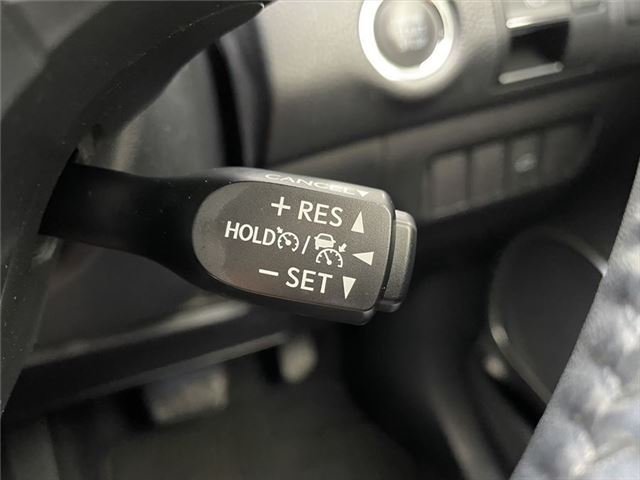 CANCEL▼
+ RES▲
HOLD / ◀
− SET▼